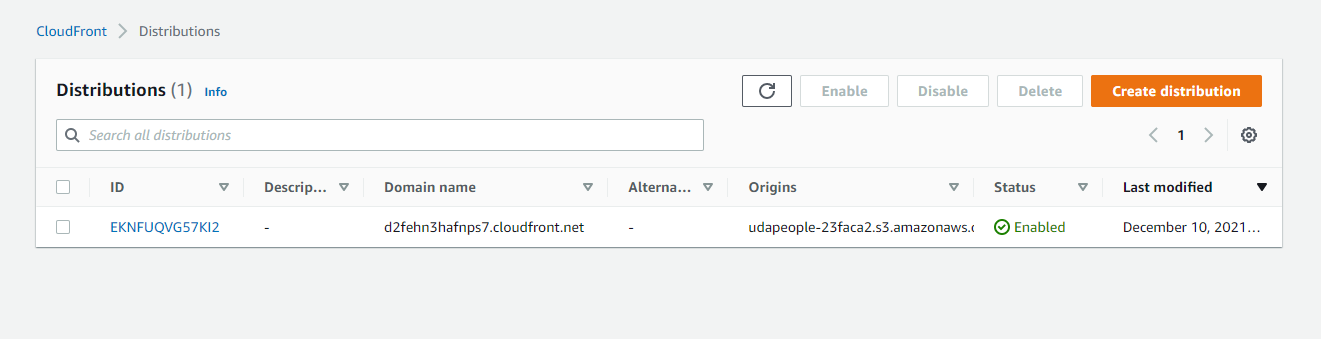 CloudFront > Distributions
Distributions (1) Info Enable Disable Delete Create distribution
Search all distributions 1
ID Descrip... Domain name Alterna... Origins Status Last modified
EKNFUQVG57KI2 - d2fehn3hafnps7.cloudfront.net - udapeople-23faca2.s3.amazonaws.c Enabled December 10, 2021...